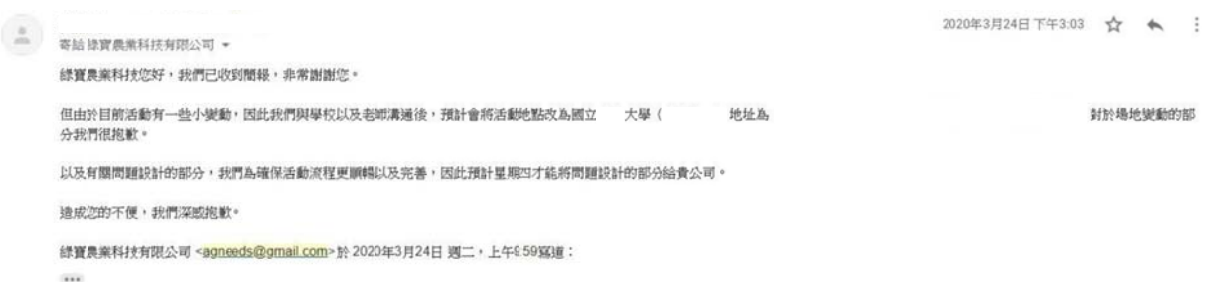 2020年3月24日 下午3:03
寄給 綠寶農業科技有限公司
綠寶農業科技您好，我們已收到簡報，非常謝謝您。
但由於目前活動有一些小變動，因此我們與學校以及老師溝通後，預計會將活動地點改為國立 大學（ 地址為 對於場地變動的部
分我們很抱歉。
以及有關問題設計的部分，我們為確保活動流程更順暢以及完善，因此預計星期四才能將問題設計的部分給貴公司。
造成您的不便，我們深感抱歉。
綠寶農業科技有限公司 <agneeds@gmail.com>於 2020年3月24日 週二，上午9:59寫道：